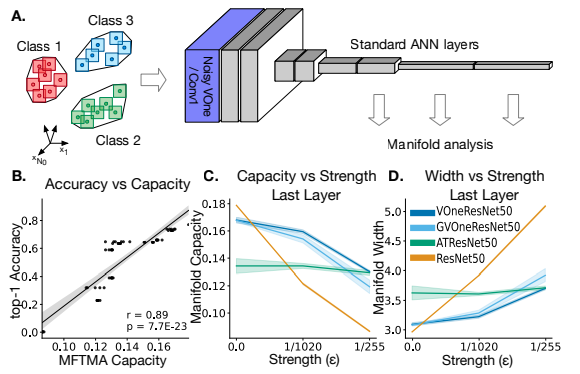 A.
Class 3
Class 1
Class 2
x₁
x_N₀
Noisy VOne
/ Conv1
Standard ANN layers
Manifold analysis
B.
Accuracy vs Capacity
top-1 Accuracy
0.8
0.6
0.4
0.2
0.0
r = 0.89
p = 7.7E-23
0.10 0.12 0.14 0.16
MFTMA Capacity
C.
Capacity vs Strength
Last Layer
Manifold Capacity
0.18
0.16
0.14
0.12
0.10
0.0 1/1020 1/255
Strength (ε)
D.
Width vs Strength
Last Layer
Manifold Width
5.0
4.5
4.0
3.5
3.0
VOneResNet50
GVOneResNet50
ATResNet50
ResNet50
0.0 1/1020 1/255
Strength (ε)